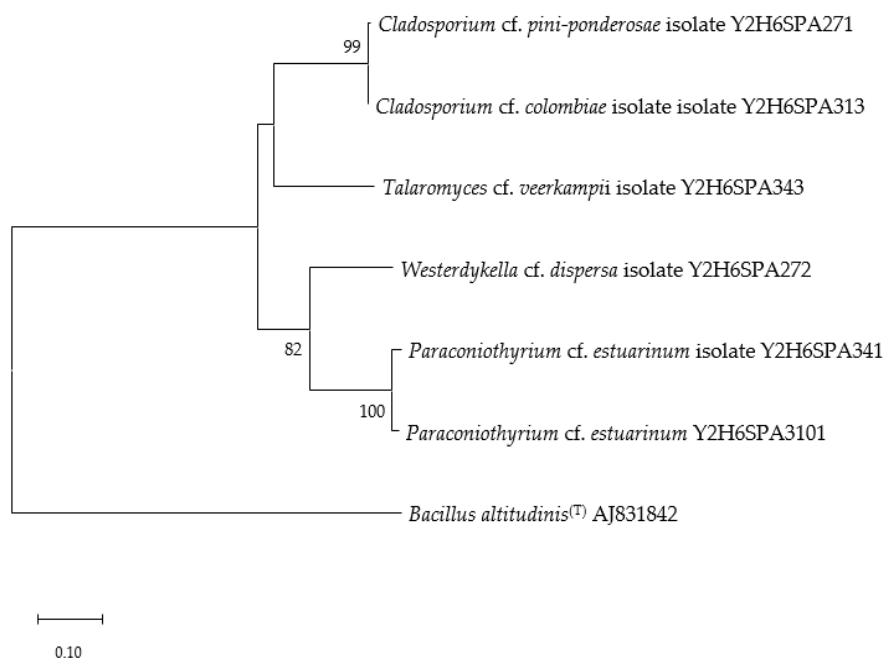 Cladosporium cf. pini-ponderosae isolate Y2H6SPA271
99
Cladosporium cf. colombiae isolate isolate Y2H6SPA313
Talaromyces cf. veerkampii isolate Y2H6SPA343
Westerdykella cf. dispersa isolate Y2H6SPA272
82
Paraconiothyrium cf. estuarinum isolate Y2H6SPA341
100
Paraconiothyrium cf. estuarinum Y2H6SPA3101
Bacillus altitudinis(T) AJ831842
0.10